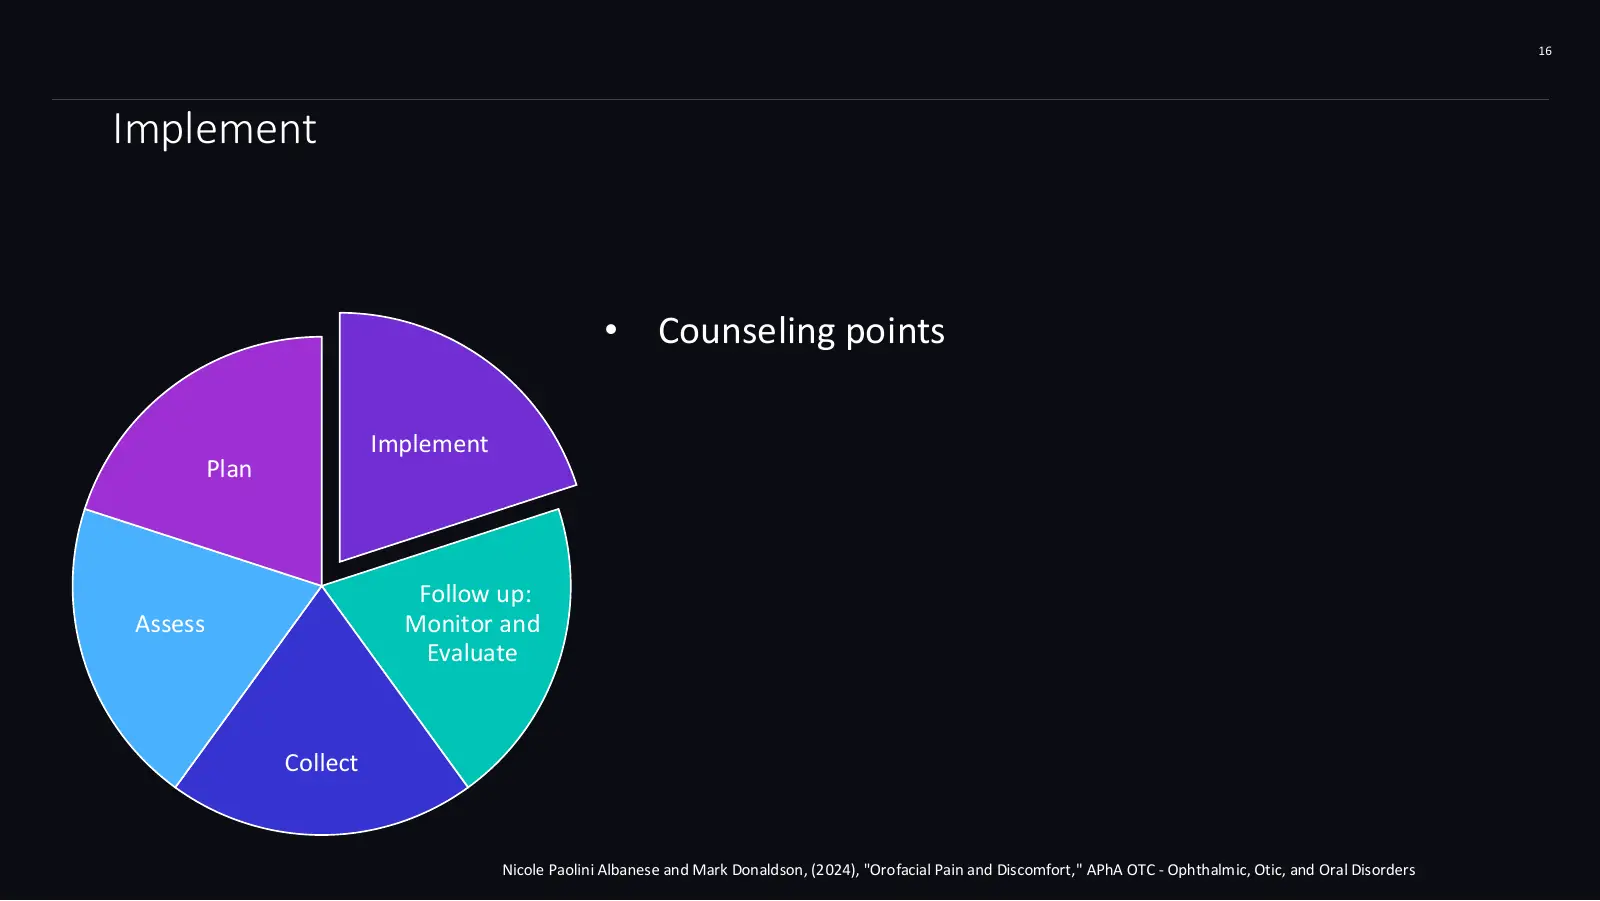 16
Implement
• Counseling points
Implement
Plan
Follow up:
Monitor and
Evaluate
Assess
Collect
Nicole Paolini Albanese and Mark Donaldson, (2024), "Orofacial Pain and Discomfort," APhA OTC - Ophthalmic, Otic, and Oral Disorders